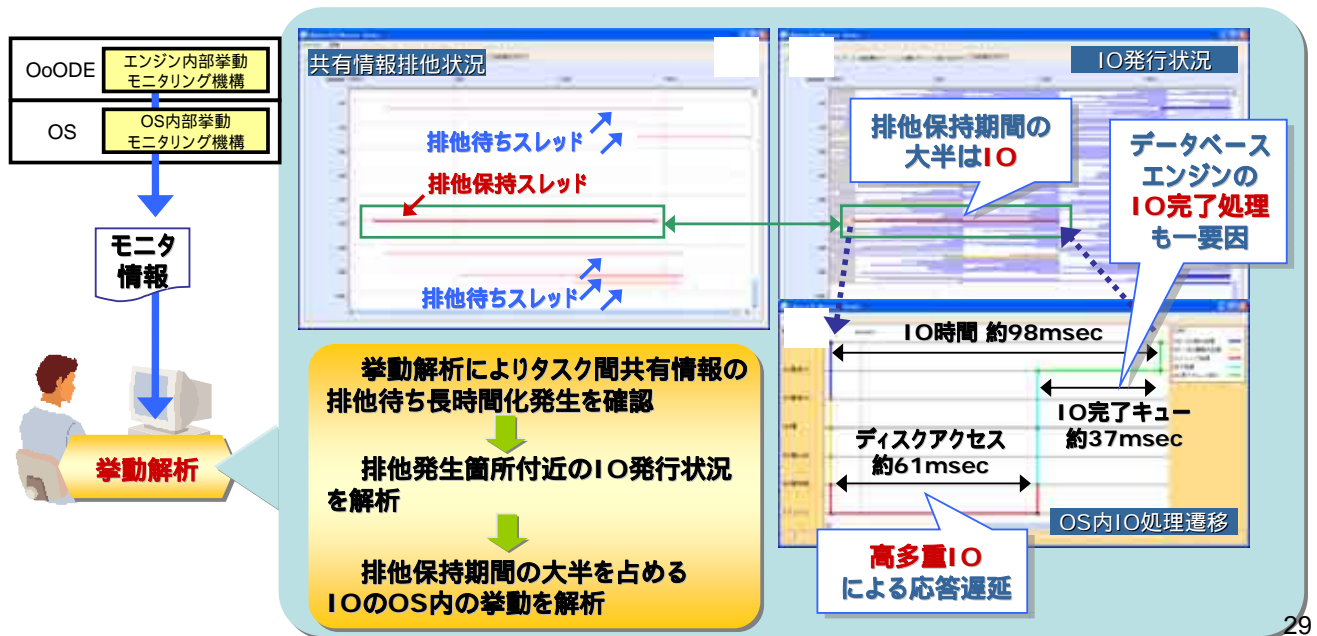 OoODE
エンジン内部挙動
モニタリング機構
OS
OS内部挙動
モニタリング機構
モニタ
情報
挙動解析
共有情報排他状況
排他待ちスレッド
排他保持スレッド
排他待ちスレッド
IO発行状況
排他保持期間の
大半はIO
データベース
エンジンの
IO完了処理
も一要因
挙動解析によりタスク間共有情報の
排他待ち長時間化発生を確認
排他発生箇所付近のIO発行状況
を解析
排他保持期間の大半を占める
IOのOS内の挙動を解析
IO時間 約98msec
IO完了キュー
約37msec
ディスクアクセス
約61msec
OS内IO処理遷移
高多重IO
による応答遅延
29